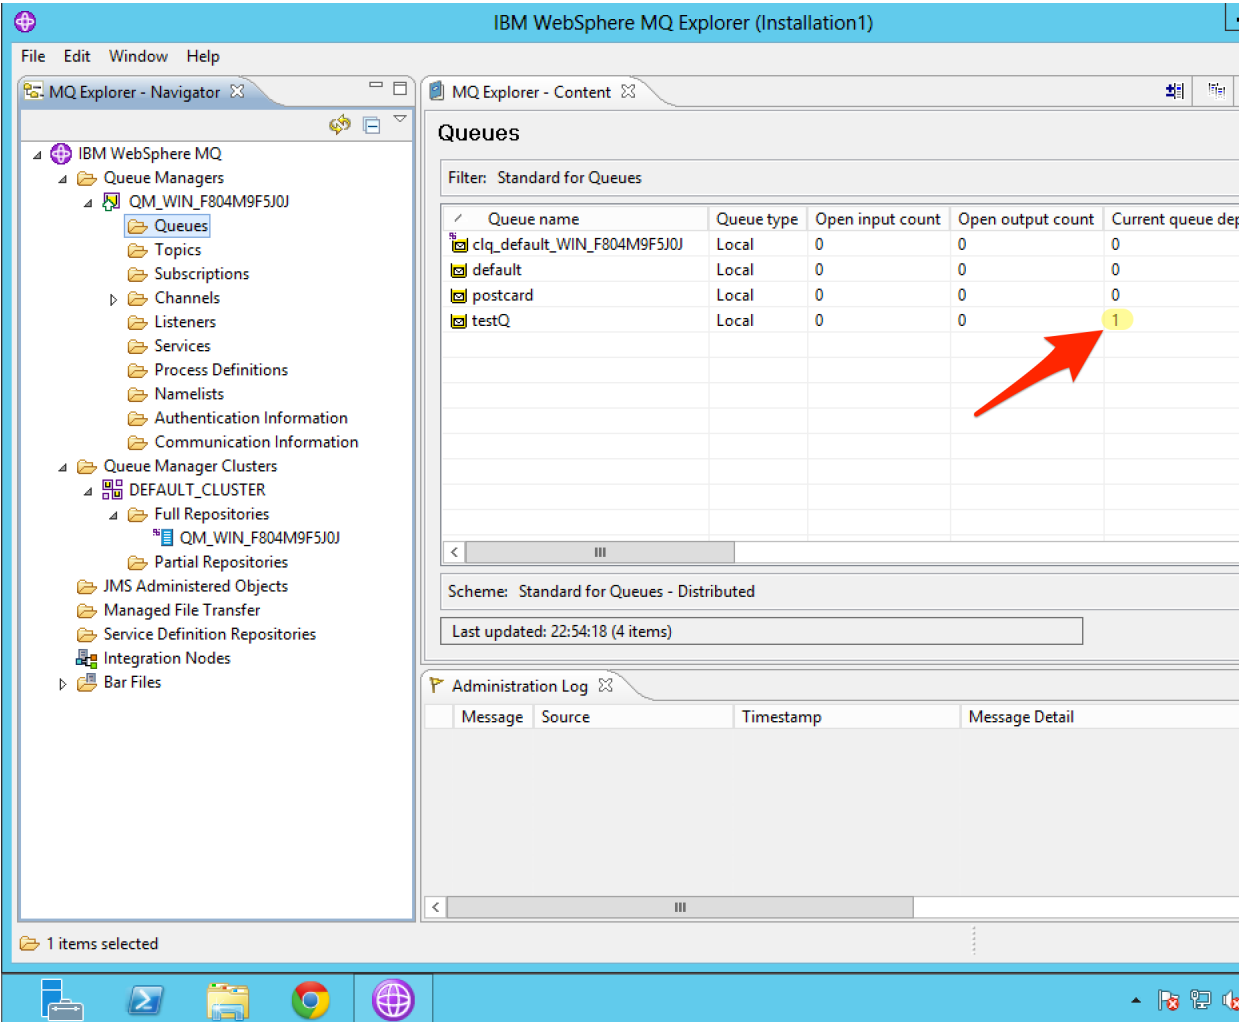 IBM WebSphere MQ Explorer (Installation1)
File Edit Window Help
MQ Explorer - Navigator
IBM WebSphere MQ
Queue Managers
QM_WIN_F804M9F5J0J
Queues
Topics
Subscriptions
Channels
Listeners
Services
Process Definitions
Namelists
Authentication Information
Communication Information
Queue Manager Clusters
DEFAULT_CLUSTER
Full Repositories
QM_WIN_F804M9F5J0J
Partial Repositories
JMS Administered Objects
Managed File Transfer
Service Definition Repositories
Integration Nodes
Bar Files
MQ Explorer - Content
Queues
Filter: Standard for Queues
Queue name Queue type Open input count Open output count Current queue dep
clq_default_WIN_F804M9F5J0J Local 0 0 0
default Local 0 0 0
postcard Local 0 0 0
testQ Local 0 0 1
Scheme: Standard for Queues - Distributed
Last updated: 22:54:18 (4 items)
Administration Log
Message Source Timestamp Message Detail
1 items selected